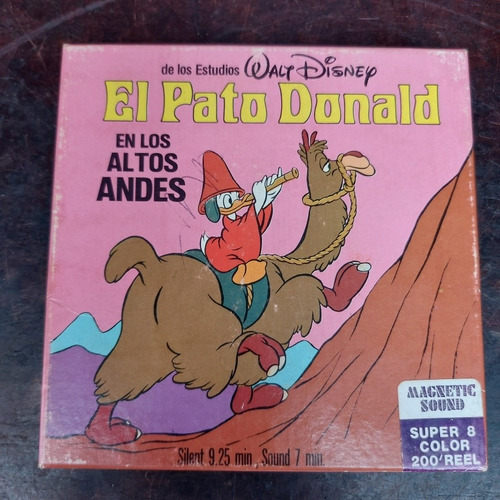 de los Estudios WALT DISNEY
El Pato Donald
EN LOS
ALTOS
ANDES
MAGNETIC
SOUND
SUPER 8
COLOR
200' REEL
Silent 9.25 min, Sound 7 min.